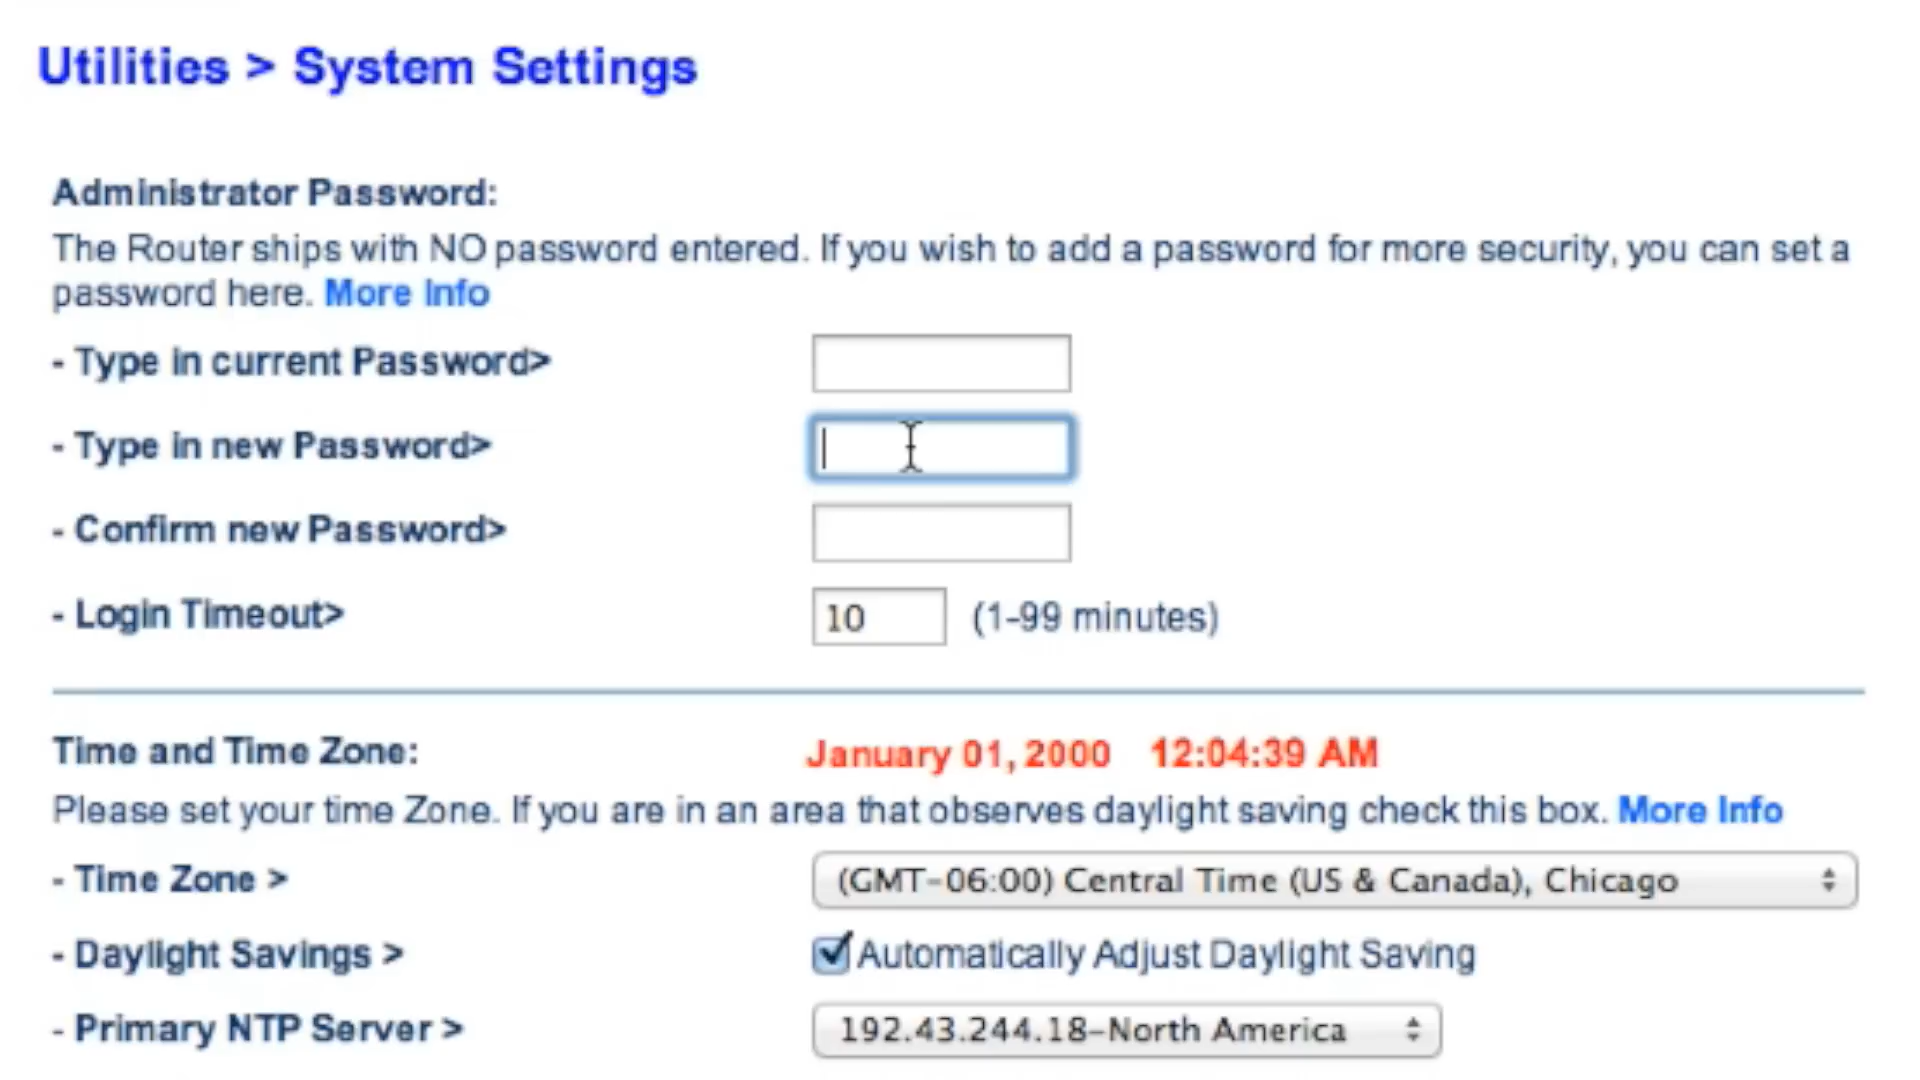 Utilities > System Settings
Administrator Password:
The Router ships with NO password entered. If you wish to add a password for more security, you can set a
password here. More Info
- Type in current Password>
- Type in new Password>
- Confirm new Password>
- Login Timeout> 10 (1-99 minutes)
Time and Time Zone: January 01, 2000 12:04:39 AM
Please set your time Zone. If you are in an area that observes daylight saving check this box. More Info
- Time Zone > (GMT-06:00) Central Time (US & Canada), Chicago
- Daylight Savings > Automatically Adjust Daylight Saving
- Primary NTP Server > 192.43.244.18-North America